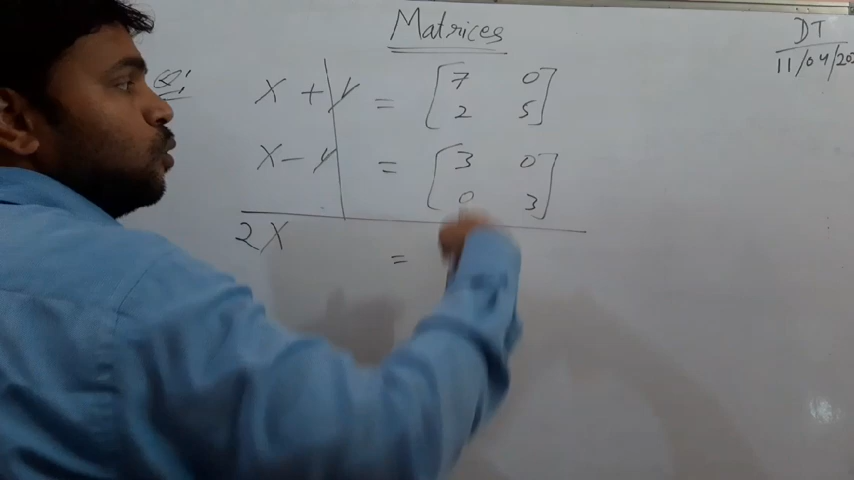 Matrices
DT
11/04/20
Q:
X + Y = [7 0
2 5]
X - Y = [3 0
0 3]
2X =